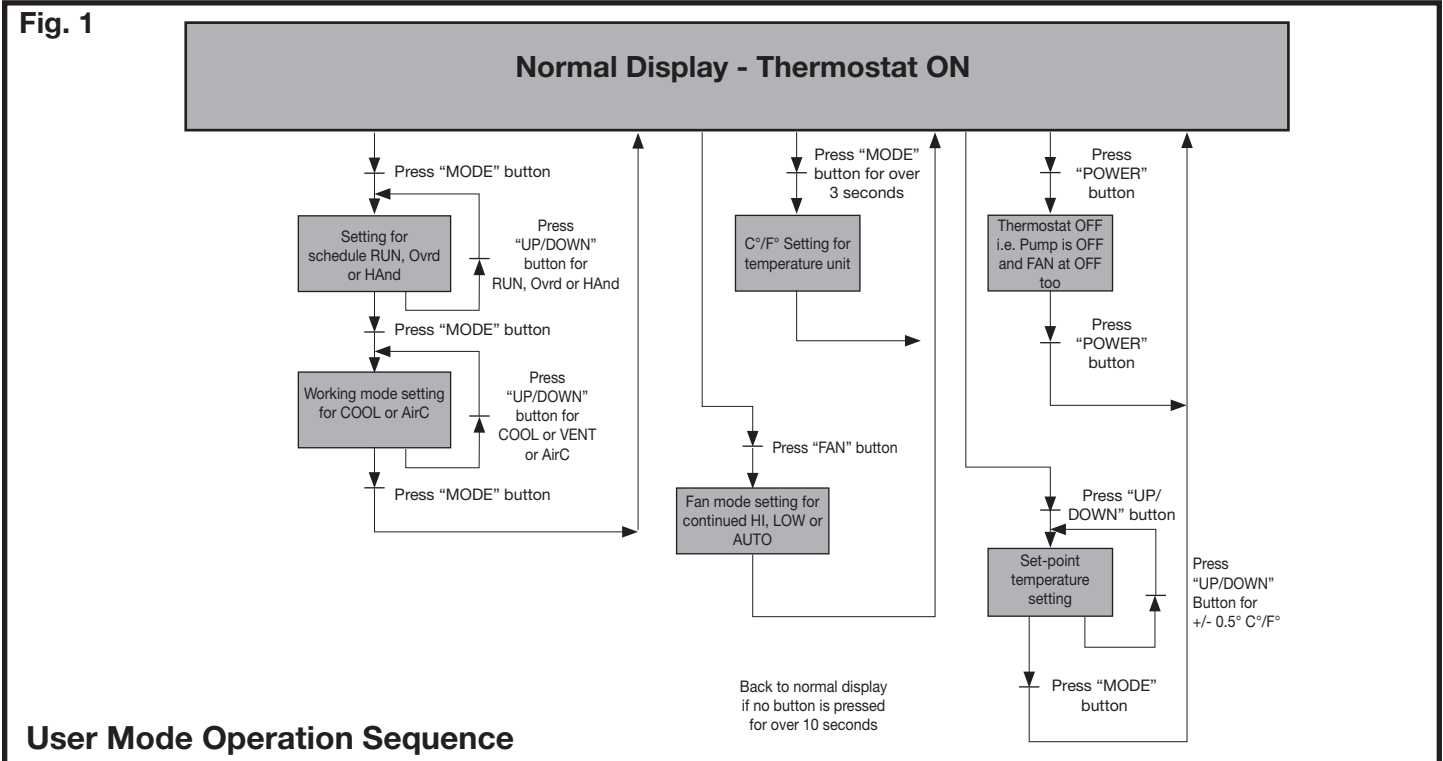 Fig. 1
Normal Display - Thermostat ON
Press “MODE” button
Setting for
schedule RUN, Ovrd
or HAnd
Press
“UP/DOWN”
button for
RUN, Ovrd or HAnd
Press “MODE” button
Working mode setting
for COOL or AirC
Press
“UP/DOWN”
button for
COOL or VENT
or AirC
Press “MODE” button
Press “MODE”
button for over
3 seconds
C°/F° Setting for
temperature unit
Press “FAN” button
Fan mode setting for
continued HI, LOW or
AUTO
Press
“POWER”
button
Thermostat OFF
i.e. Pump is OFF
and FAN at OFF
too
Press
“POWER”
button
Press “UP/
DOWN” button
Set-point
temperature
setting
Press
“UP/DOWN”
Button for
+/- 0.5° C°/F°
Press “MODE”
button
Back to normal display
if no button is pressed
for over 10 seconds
User Mode Operation Sequence